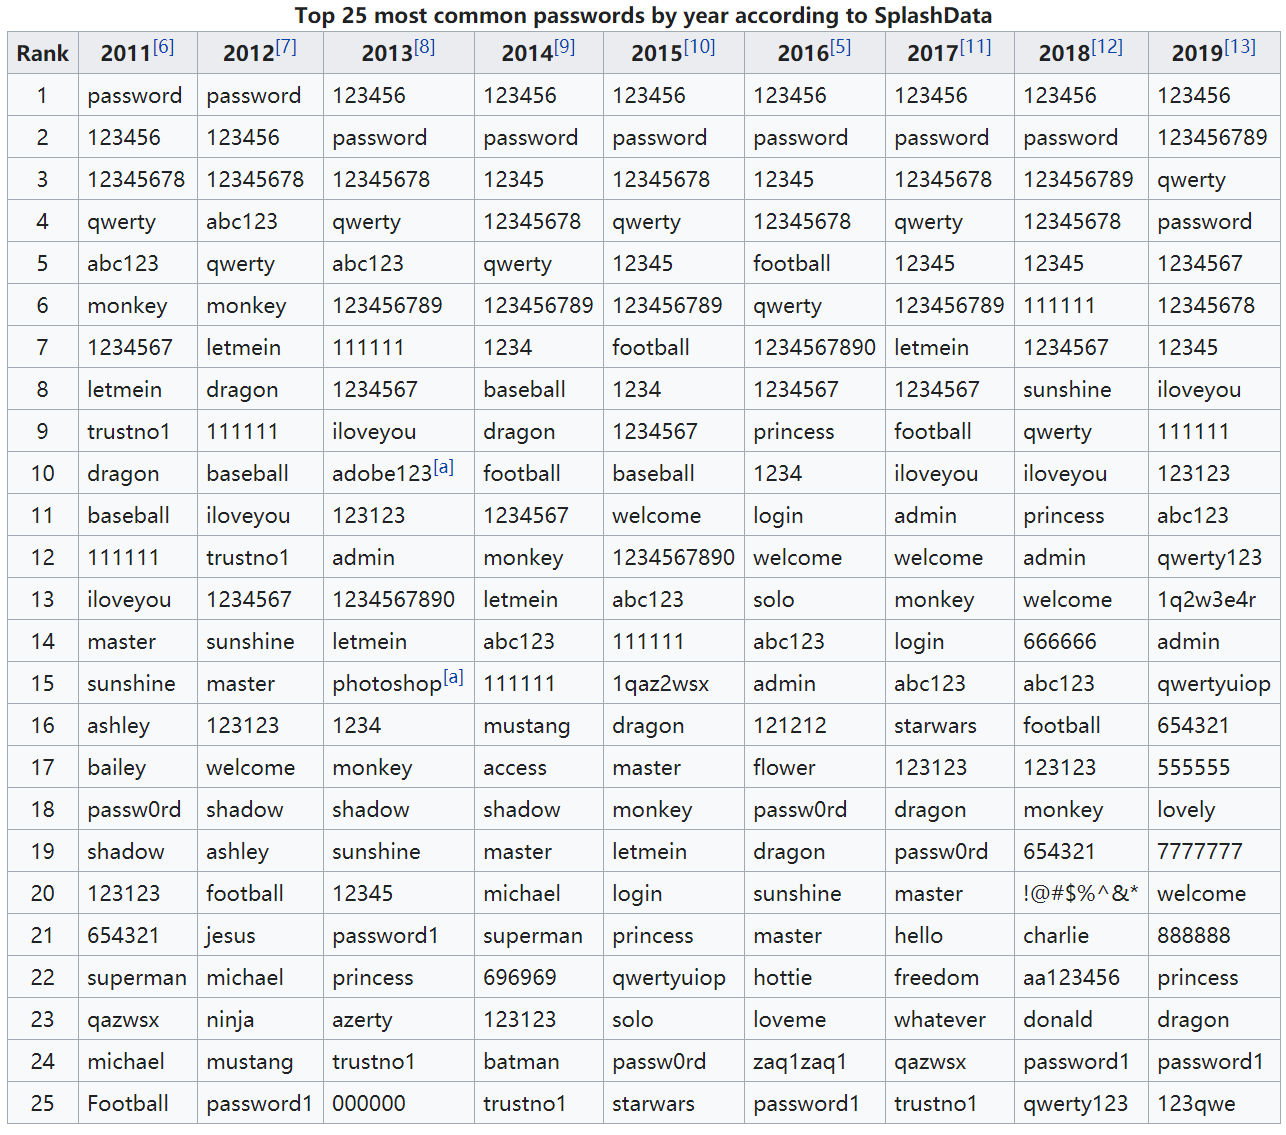 Top 25 most common passwords by year according to SplashData
Rank 2011[6] 2012[7] 2013[8] 2014[9] 2015[10] 2016[5] 2017[11] 2018[12] 2019[13]
1 password password 123456 123456 123456 123456 123456 123456 123456
2 123456 123456 password password password password password password 123456789
3 12345678 12345678 12345678 12345 12345678 12345 12345678 123456789 qwerty
4 qwerty abc123 qwerty 12345678 qwerty 12345678 qwerty 12345678 password
5 abc123 qwerty abc123 qwerty 12345 football 12345 12345 1234567
6 monkey monkey 123456789 123456789 123456789 qwerty 123456789 111111 12345678
7 1234567 letmein 111111 1234 football 1234567890 letmein 1234567 12345
8 letmein dragon 1234567 baseball 1234 1234567 1234567 sunshine iloveyou
9 trustno1 111111 iloveyou dragon 1234567 princess football qwerty 111111
10 dragon baseball adobe123[a] football baseball 1234 iloveyou iloveyou 123123
11 baseball iloveyou 123123 1234567 welcome login admin princess abc123
12 111111 trustno1 admin monkey 1234567890 welcome welcome admin qwerty123
13 iloveyou 1234567 1234567890 letmein abc123 solo monkey welcome 1q2w3e4r
14 master sunshine letmein abc123 111111 abc123 login 666666 admin
15 sunshine master photoshop[a] 111111 1qaz2wsx admin abc123 abc123 qwertyuiop
16 ashley 123123 1234 mustang dragon 121212 starwars football 654321
17 bailey welcome monkey access master flower 123123 123123 555555
18 passw0rd shadow shadow shadow monkey passw0rd dragon monkey lovely
19 shadow ashley sunshine master letmein dragon passw0rd 654321 7777777
20 123123 football 12345 michael login sunshine master !@#$%^&* welcome
21 654321 jesus password1 superman princess master hello charlie 888888
22 superman michael princess 696969 qwertyuiop hottie freedom aa123456 princess
23 qazwsx ninja azerty 123123 solo loveme whatever donald dragon
24 michael mustang trustno1 batman passw0rd zaq1zaq1 qazwsx password1 password1
25 Football password1 000000 trustno1 starwars password1 trustno1 qwerty123 123qwe